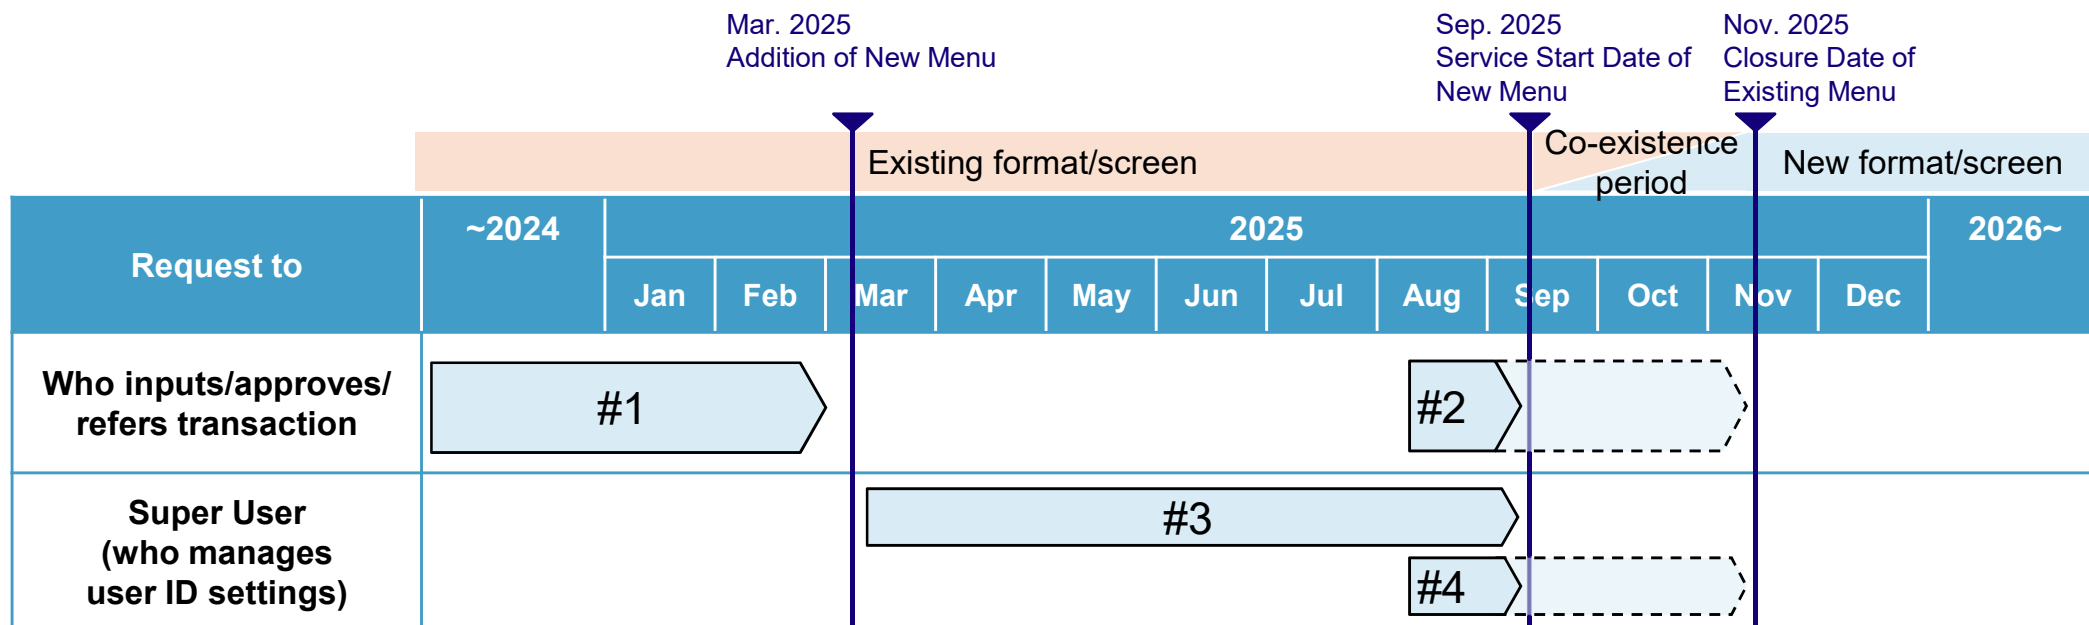 Mar. 2025
Addition of New Menu
Sep. 2025
Service Start Date of
New Menu
Nov. 2025
Closure Date of
Existing Menu
Existing format/screen
Co-existence
period
New format/screen
Request to
~2024
2025
2026~
Jan
Feb
Mar
Apr
May
Jun
Jul
Aug
Sep
Oct
Nov
Dec
Who inputs/approves/
refers transaction
#1
#2
Super User
(who manages
user ID settings)
#3
#4